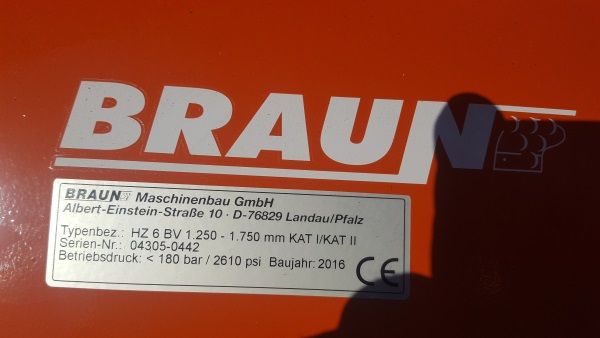 BRAUN
BRAUN Maschinenbau GmbH
Albert-Einstein-Straße 10 · D-76829 Landau/Pfalz
Typenbez.: HZ 6 BV 1.250 - 1.750 mm KAT I/KAT II
Serien-Nr.: 04305-0442
Betriebsdruck: < 180 bar / 2610 psi Baujahr: 2016 CE